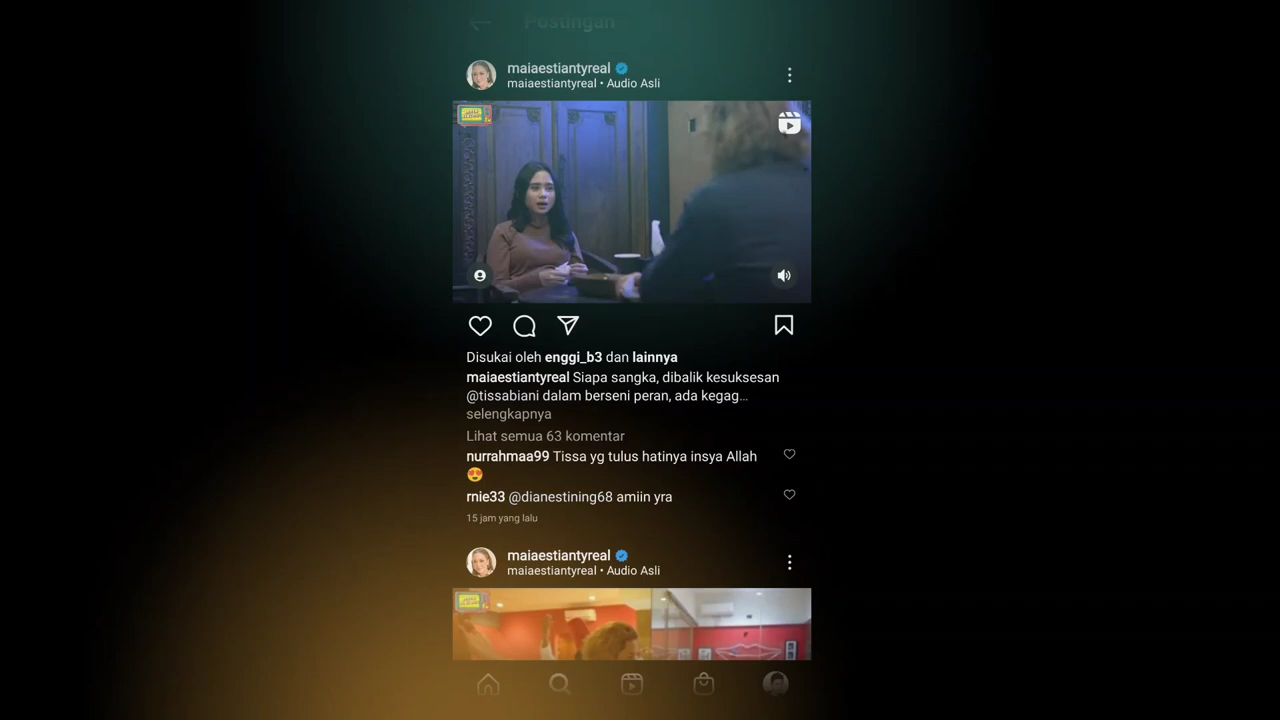 Postingan
maiaestiantyreal
maiaestiantyreal • Audio Asli
Disukai oleh enggi_b3 dan lainnya
maiaestiantyreal Siapa sangka, dibalik kesuksesan
@tissabiani dalam berseni peran, ada kegag...
selengkapnya
Lihat semua 63 komentar
nurrahmaa99 Tissa yg tulus hatinya insya Allah
😍
rnie33 @dianestining68 amiin yra
15 jam yang lalu
maiaestiantyreal
maiaestiantyreal • Audio Asli